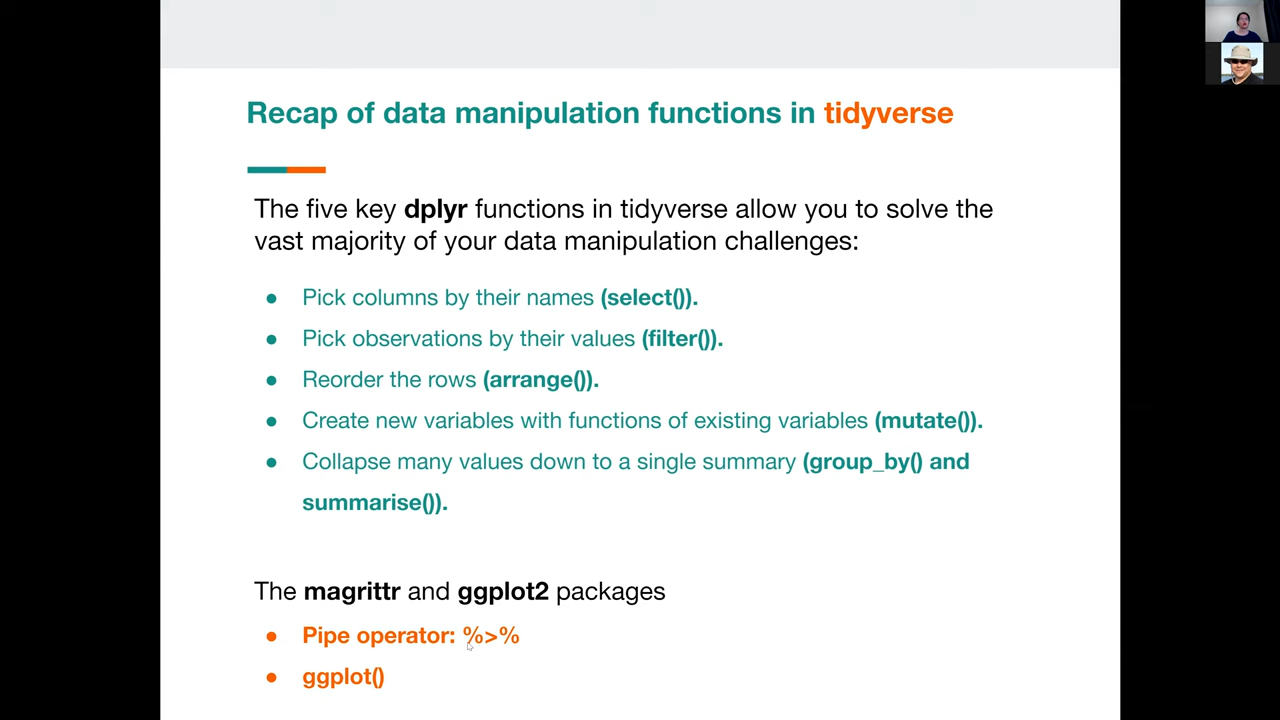 Recap of data manipulation functions in tidyverse
The five key dplyr functions in tidyverse allow you to solve the
vast majority of your data manipulation challenges:
● Pick columns by their names (select()).
● Pick observations by their values (filter()).
● Reorder the rows (arrange()).
● Create new variables with functions of existing variables (mutate()).
● Collapse many values down to a single summary (group_by() and
summarise()).
The magrittr and ggplot2 packages
● Pipe operator: %>%
● ggplot()